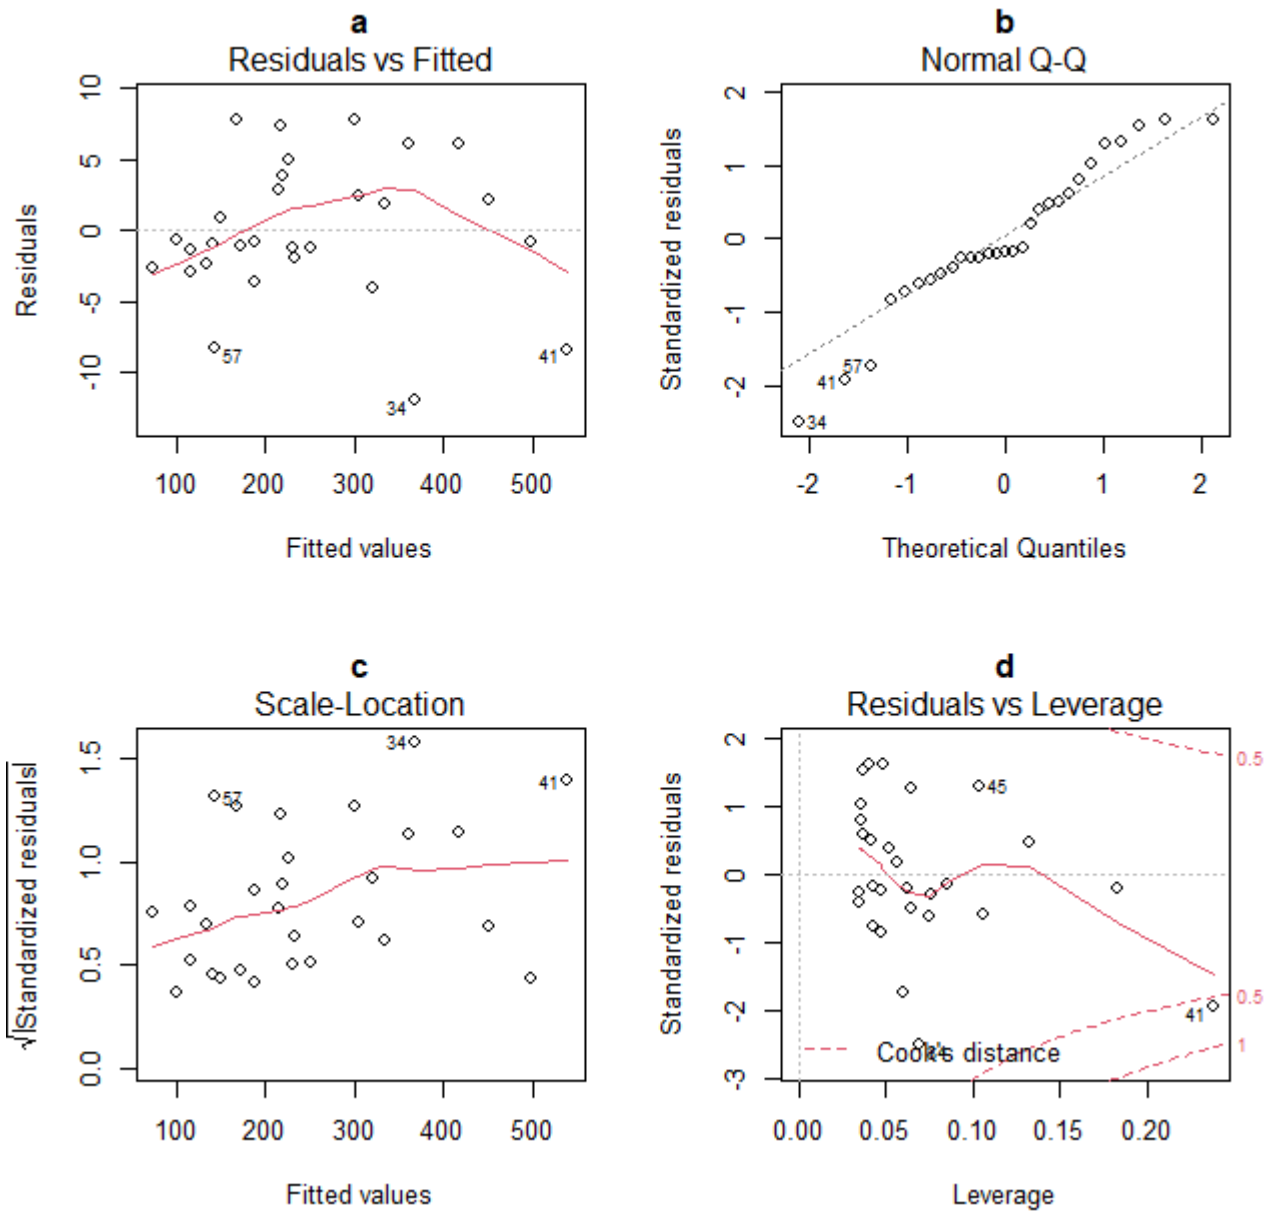 a
Residuals vs Fitted
Residuals
10
5
0
-5
-10
57
34
41
100 200 300 400 500
Fitted values
b
Normal Q-Q
Standardized residuals
2
1
0
-1
-2
57
41
34
-2 -1 0 1 2
Theoretical Quantiles
c
Scale-Location
√|Standardized residuals|
1.5
1.0
0.5
0.0
57
34
41
100 200 300 400 500
Fitted values
d
Residuals vs Leverage
Standardized residuals
2
1
0
-1
-2
-3
45
41
0.5
0.5
1
Cook's distance
0.00 0.05 0.10 0.15 0.20
Leverage